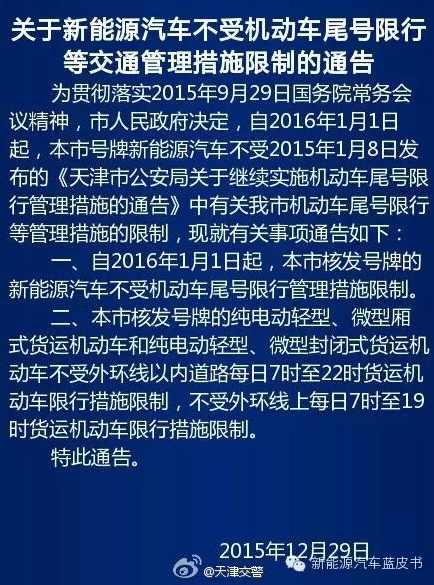 关于新能源汽车不受机动车尾号限行
等交通管理措施限制的通告
为贯彻落实2015年9月29日国务院常务会
议精神，市人民政府决定，自2016年1月1日
起，本市号牌新能源汽车不受2015年1月8日发
布的《天津市公安局关于继续实施机动车尾号限
行管理措施的通告》中有关我市机动车尾号限行
等管理措施的限制，现就有关事项通告如下：
一、自2016年1月1日起，本市核发号牌的
新能源汽车不受机动车尾号限行管理措施限制。
二、本市核发号牌的纯电动轻型、微型厢
式货运机动车和纯电动轻型、微型封闭式货运机
动车不受外环线以内道路每日7时至22时货运机
动车限行措施限制，不受外环线上每日7时至19
时货运机动车限行措施限制。
特此通告。
2015年12月29日
@天津交警
新能源汽车蓝皮书